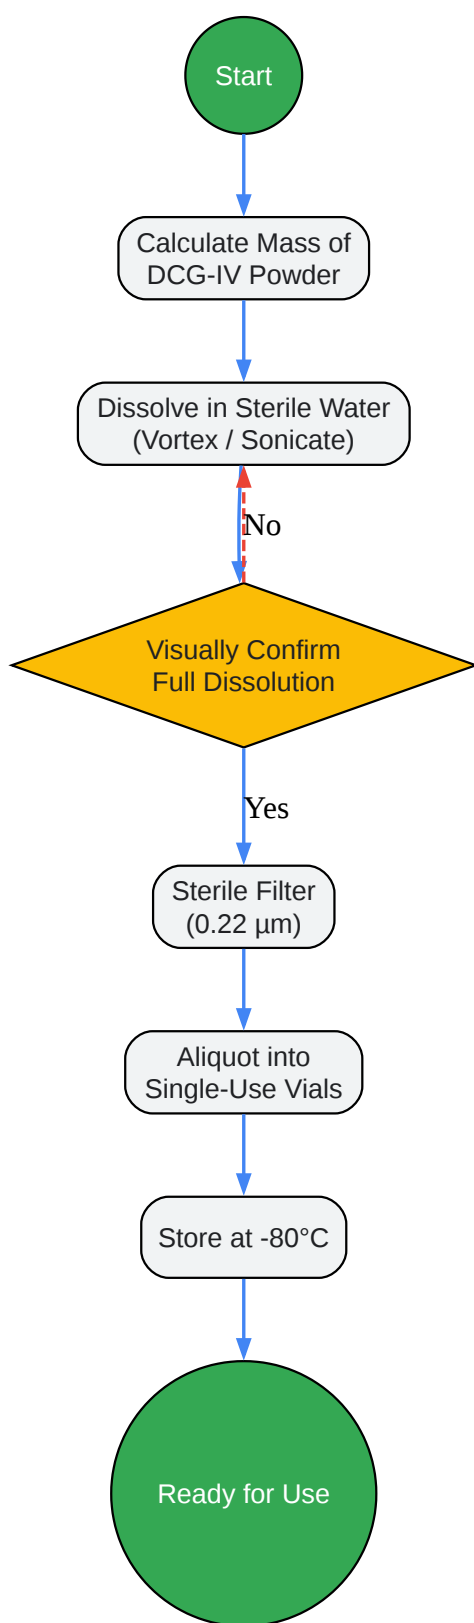 Start
Calculate Mass of
DCG-IV Powder
Dissolve in Sterile Water
(Vortex / Sonicate)
No
Visually Confirm
Full Dissolution
Yes
Sterile Filter
(0.22 µm)
Aliquot into
Single-Use Vials
Store at -80°C
Ready for Use